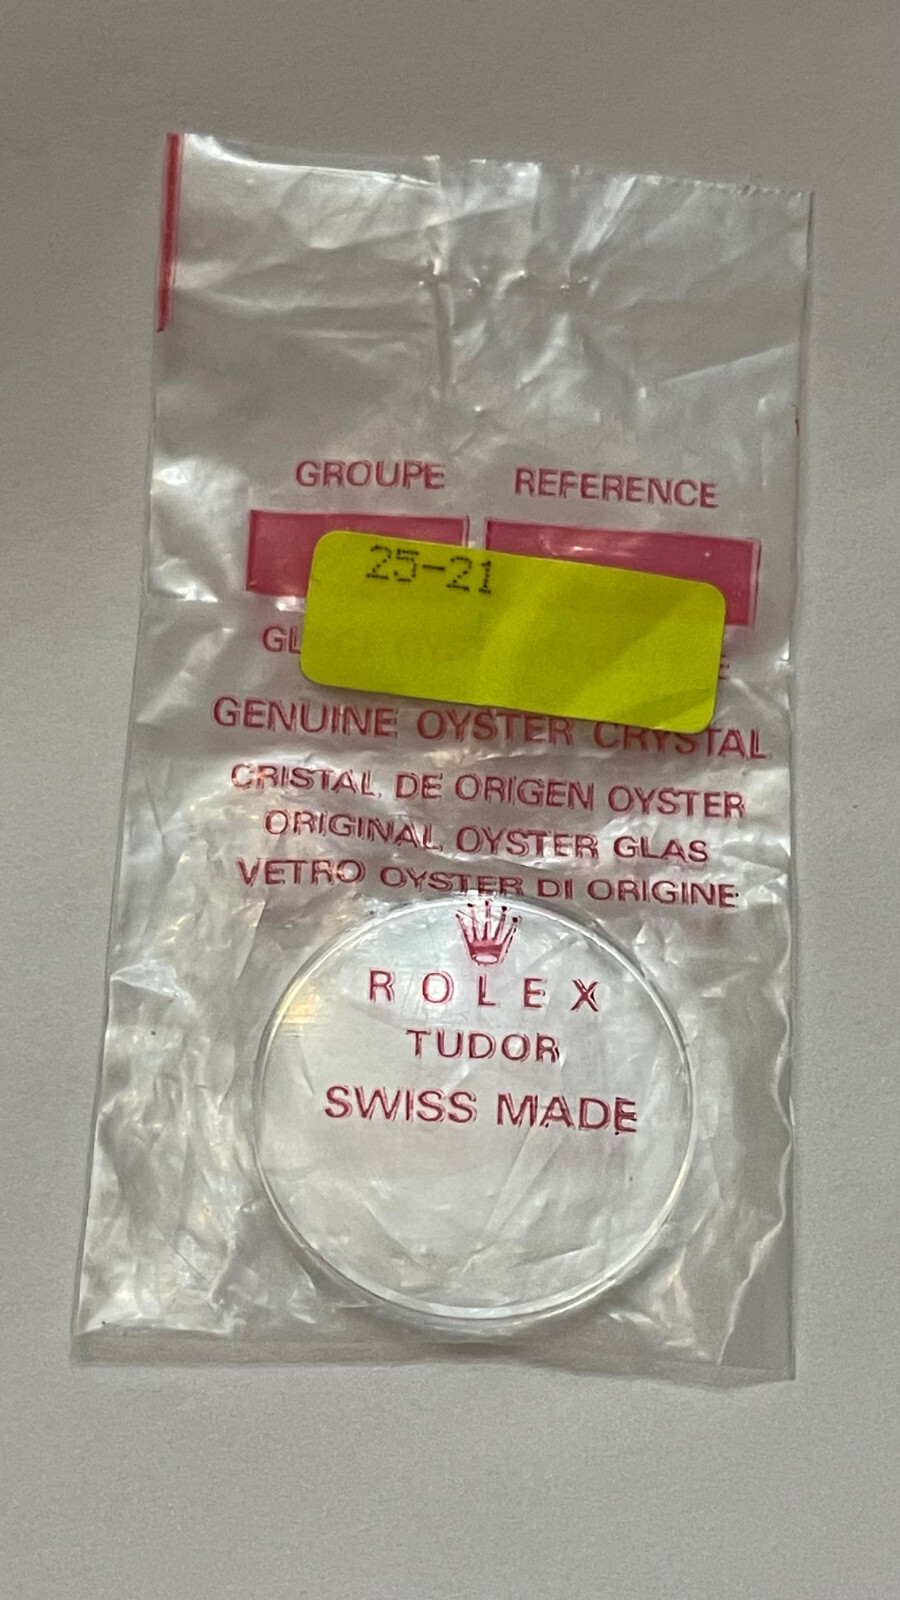 GROUPE REFERENCE
25-21
GENUINE OYSTER CRYSTAL
CRISTAL DE ORIGEN OYSTER
ORIGINAL OYSTER GLAS
VETRO OYSTER DI ORIGINE
ROLEX
TUDOR
SWISS MADE